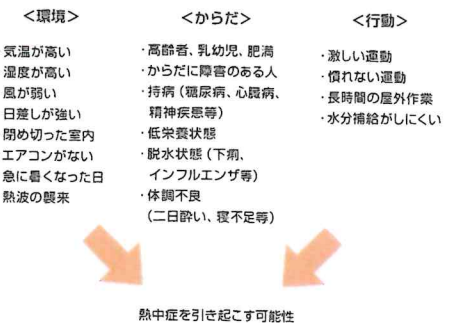 <環境>
気温が高い
湿度が高い
風が弱い
日差しが強い
閉め切った室内
エアコンがない
急に暑くなった日
熱波の襲来
<からだ>
・高齢者、乳幼児、肥満
・からだに障害のある人
・持病(糖尿病、心臓病、
精神疾患等)
・低栄養状態
・脱水状態(下痢、
インフルエンザ等)
・体調不良
(二日酔い、寝不足等)
<行動>
・激しい運動
・慣れない運動
・長時間の屋外作業
・水分補給がしにくい
熱中症を引き起こす可能性